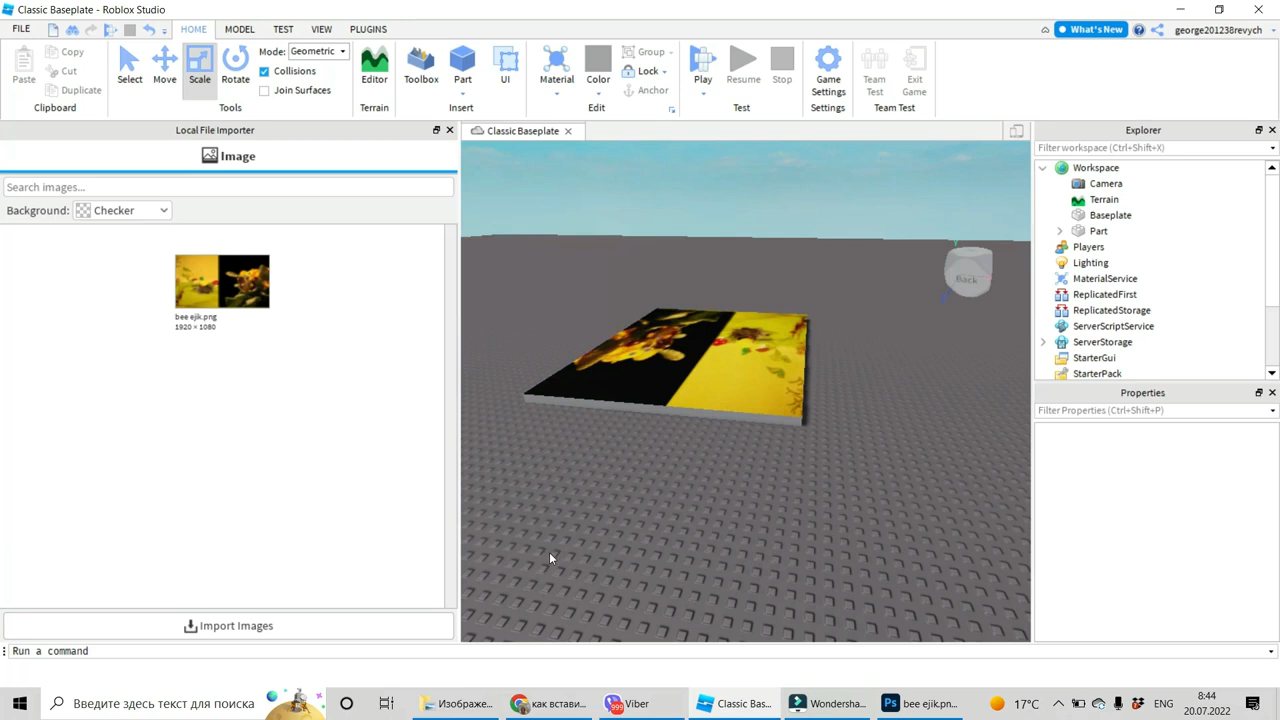 Classic Baseplate - Roblox Studio
FILE HOME MODEL TEST VIEW PLUGINS What's New george201238revych
Paste Copy Cut Duplicate Clipboard
Select Move Scale Rotate Mode: Geometric Collisions Join Surfaces Tools
Editor Terrain
Toolbox Part UI Insert
Material Color Group Lock Anchor Edit
Play Resume Stop Test
Game Settings Settings
Team Test Exit Game Team Test
Local File Importer
Image
Search images...
Background: Checker
bee ejik.png
1920 × 1080
Import Images
Classic Baseplate
Back
Y
Explorer
Filter workspace (Ctrl+Shift+X)
Workspace
Camera
Terrain
Baseplate
Part
Players
Lighting
MaterialService
ReplicatedFirst
ReplicatedStorage
ServerScriptService
ServerStorage
StarterGui
StarterPack
Properties
Filter Properties (Ctrl+Shift+P)
Run a command
Введите здесь текст для поиска
Изображе...
как встави...
999 Viber
Classic Bas...
Wondersha...
Ps bee ejik.pn...
17°C
ENG
8:44
20.07.2022